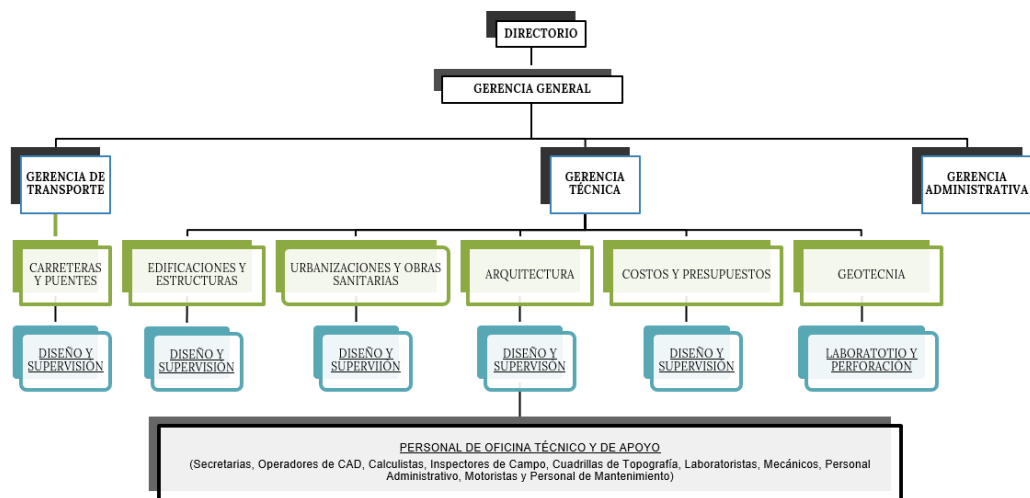 DIRECTORIO
GERENCIA GENERAL
GERENCIA DE
TRANSPORTE
GERENCIA
TÉCNICA
GERENCIA
ADMINISTRATIVA
CARRETERAS
Y PUENTES
EDIFICACIONES Y
ESTRUCTURAS
URBANIZACIONES Y OBRAS
SANITARIAS
ARQUITECTURA
COSTOS Y PRESUPUESTOS
GEOTECNIA
DISEÑO Y
SUPERVISIÓN
DISEÑO Y
SUPERVISIÓN
DISEÑO Y
SUPERVIIÓN
DISEÑO Y
SUPERVISÓN
DISEÑO Y
SUPERVISIÓN
LABORATOTIO Y
PERFORACIÓN
PERSONAL DE OFICINA TÉCNICO Y DE APOYO
(Secretarias, Operadores de CAD, Calculistas, Inspectores de Campo, Cuadrillas de Topografía, Laboratoristas, Mecánicos, Personal
Administrativo, Motoristas y Personal de Mantenimiento)